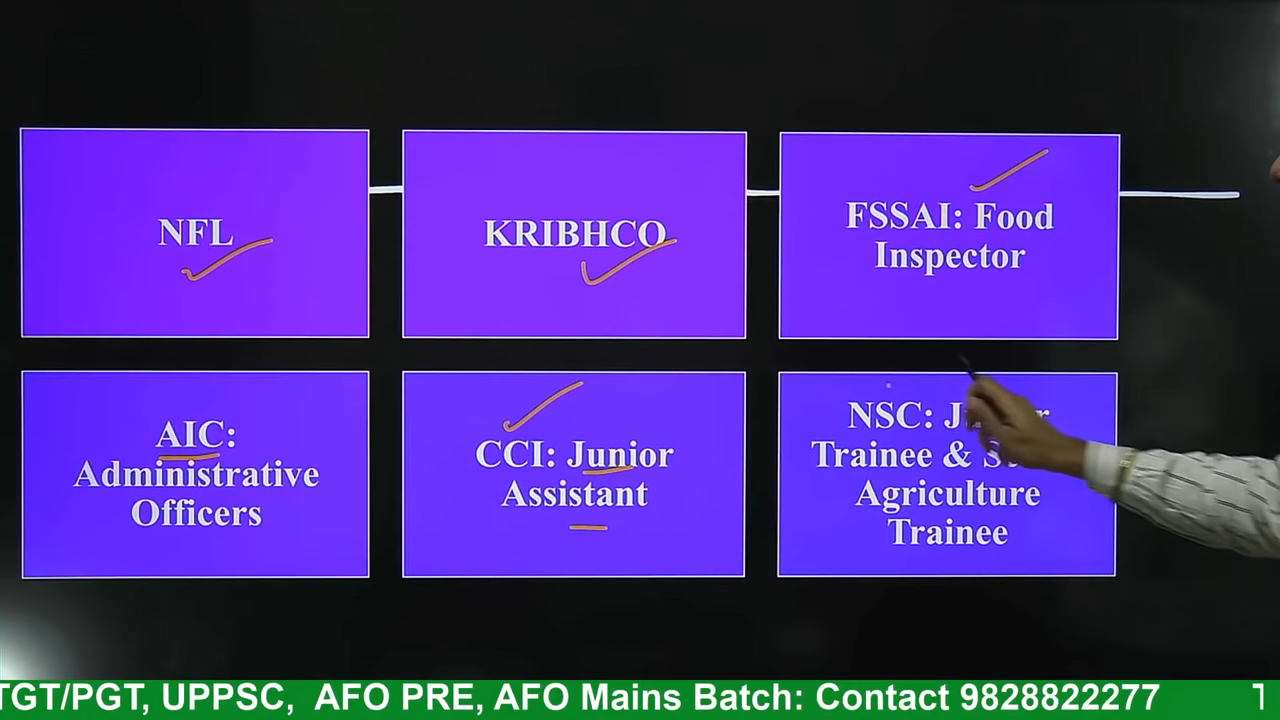 NFL
KRIBHCO
FSSAI: Food
Inspector
AIC:
Administrative
Officers
CCI: Junior
Assistant
NSC:
Trainee &
Agriculture
Trainee
TGT/PGT, UPPSC, AFO PRE, AFO Mains Batch: Contact 9828822277